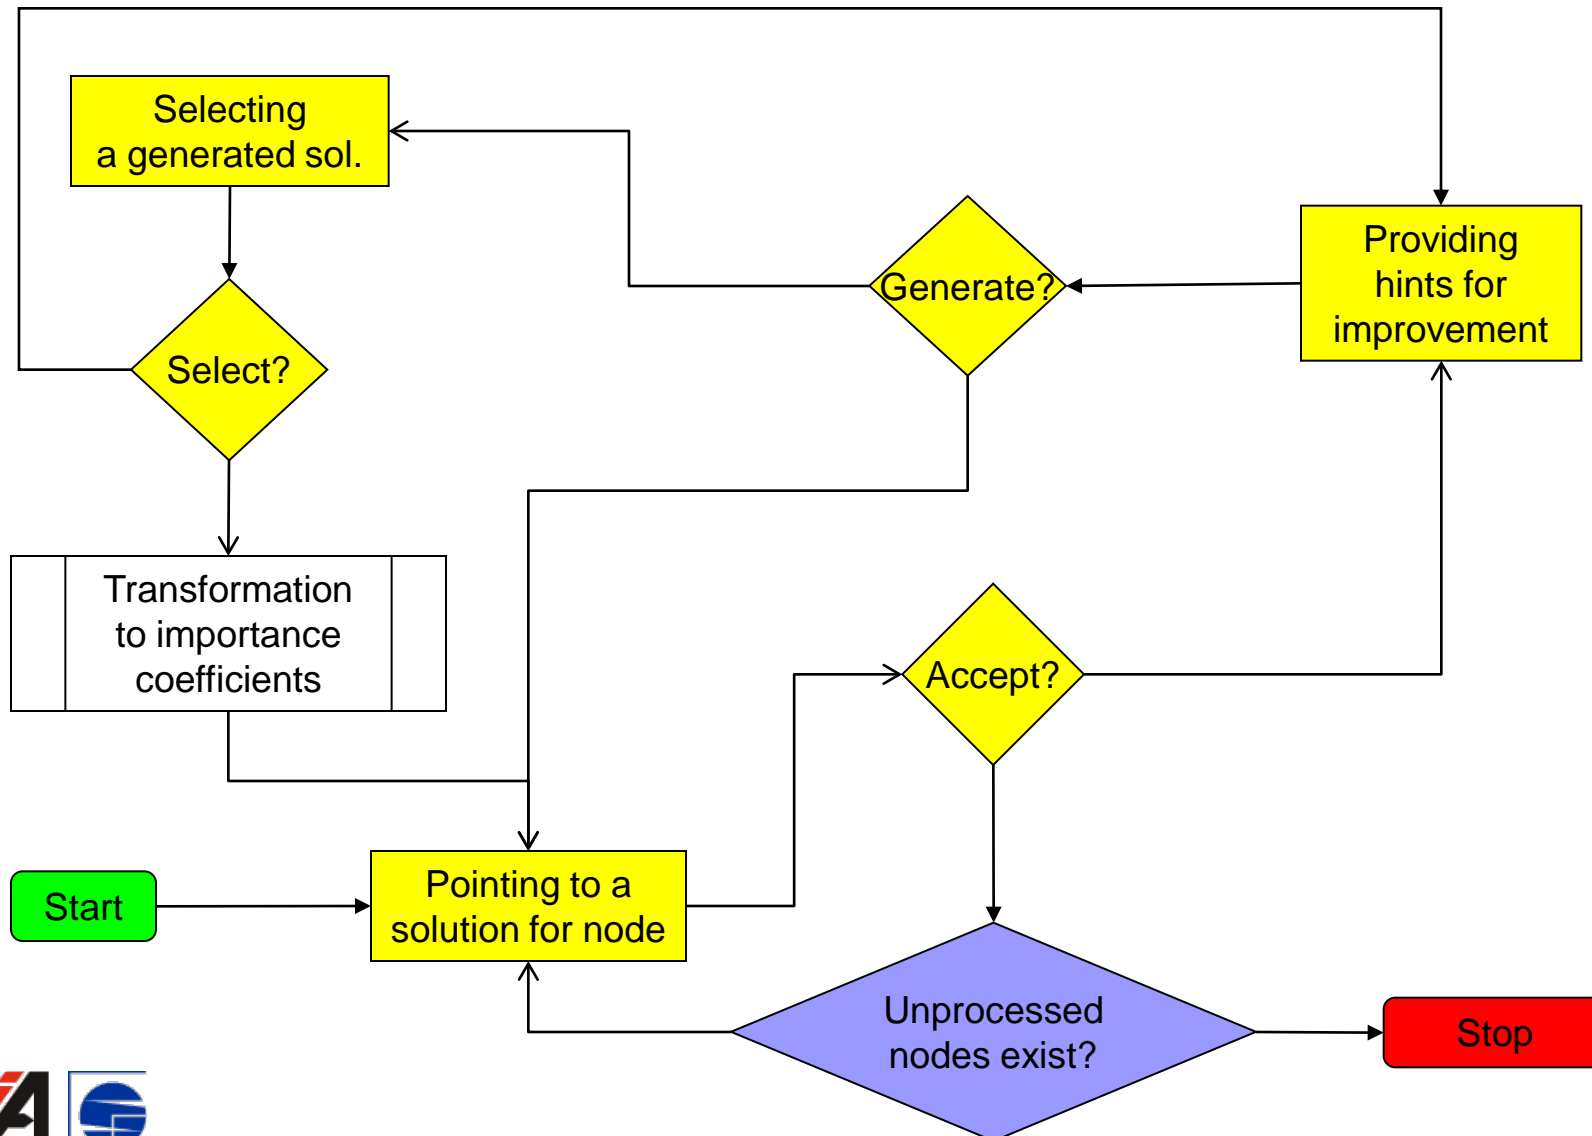 Selecting
a generated sol.
Generate?
Providing
hints for
improvement
Select?
Transformation
to importance
coefficients
Accept?
Start
Pointing to a
solution for node
Unprocessed
nodes exist?
Stop